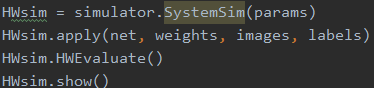 HWsim = simulator.SystemSim(params)
HWsim.apply(net, weights, images, labels)
HWsim.HWEvaluate()
HWsim.show()